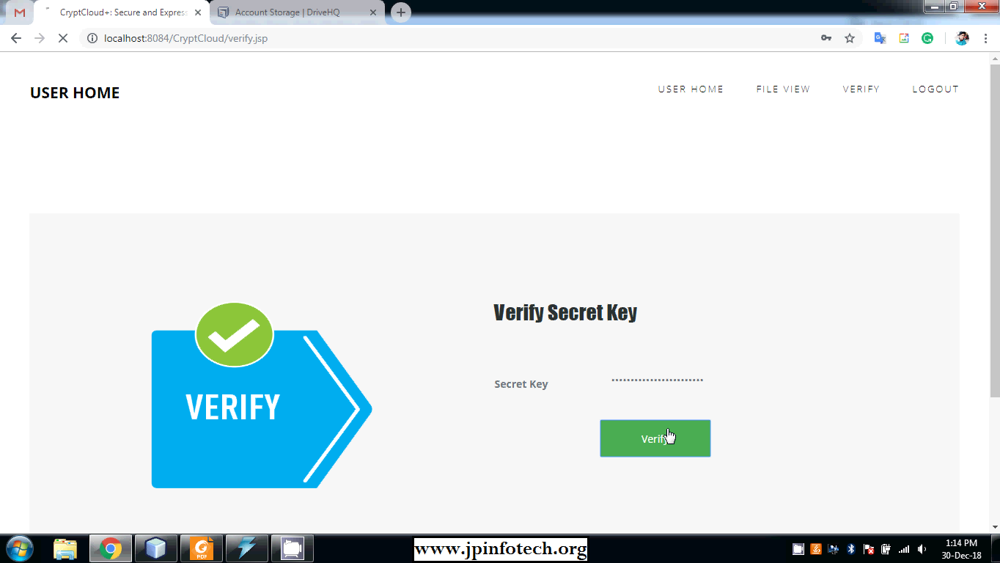 CryptCloud+: Secure and Express
Account Storage | DriveHQ
localhost:8084/CryptCloud/verify.jsp
USER HOME
USER HOME FILE VIEW VERIFY LOGOUT
VERIFY
Verify Secret Key
Secret Key
Verify
PDF
www.jpinfotech.org
1:14 PM
30-Dec-18